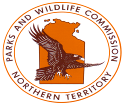 PARKS AND WILDLIFE COMMISSION
NORTHERN TERRITORY